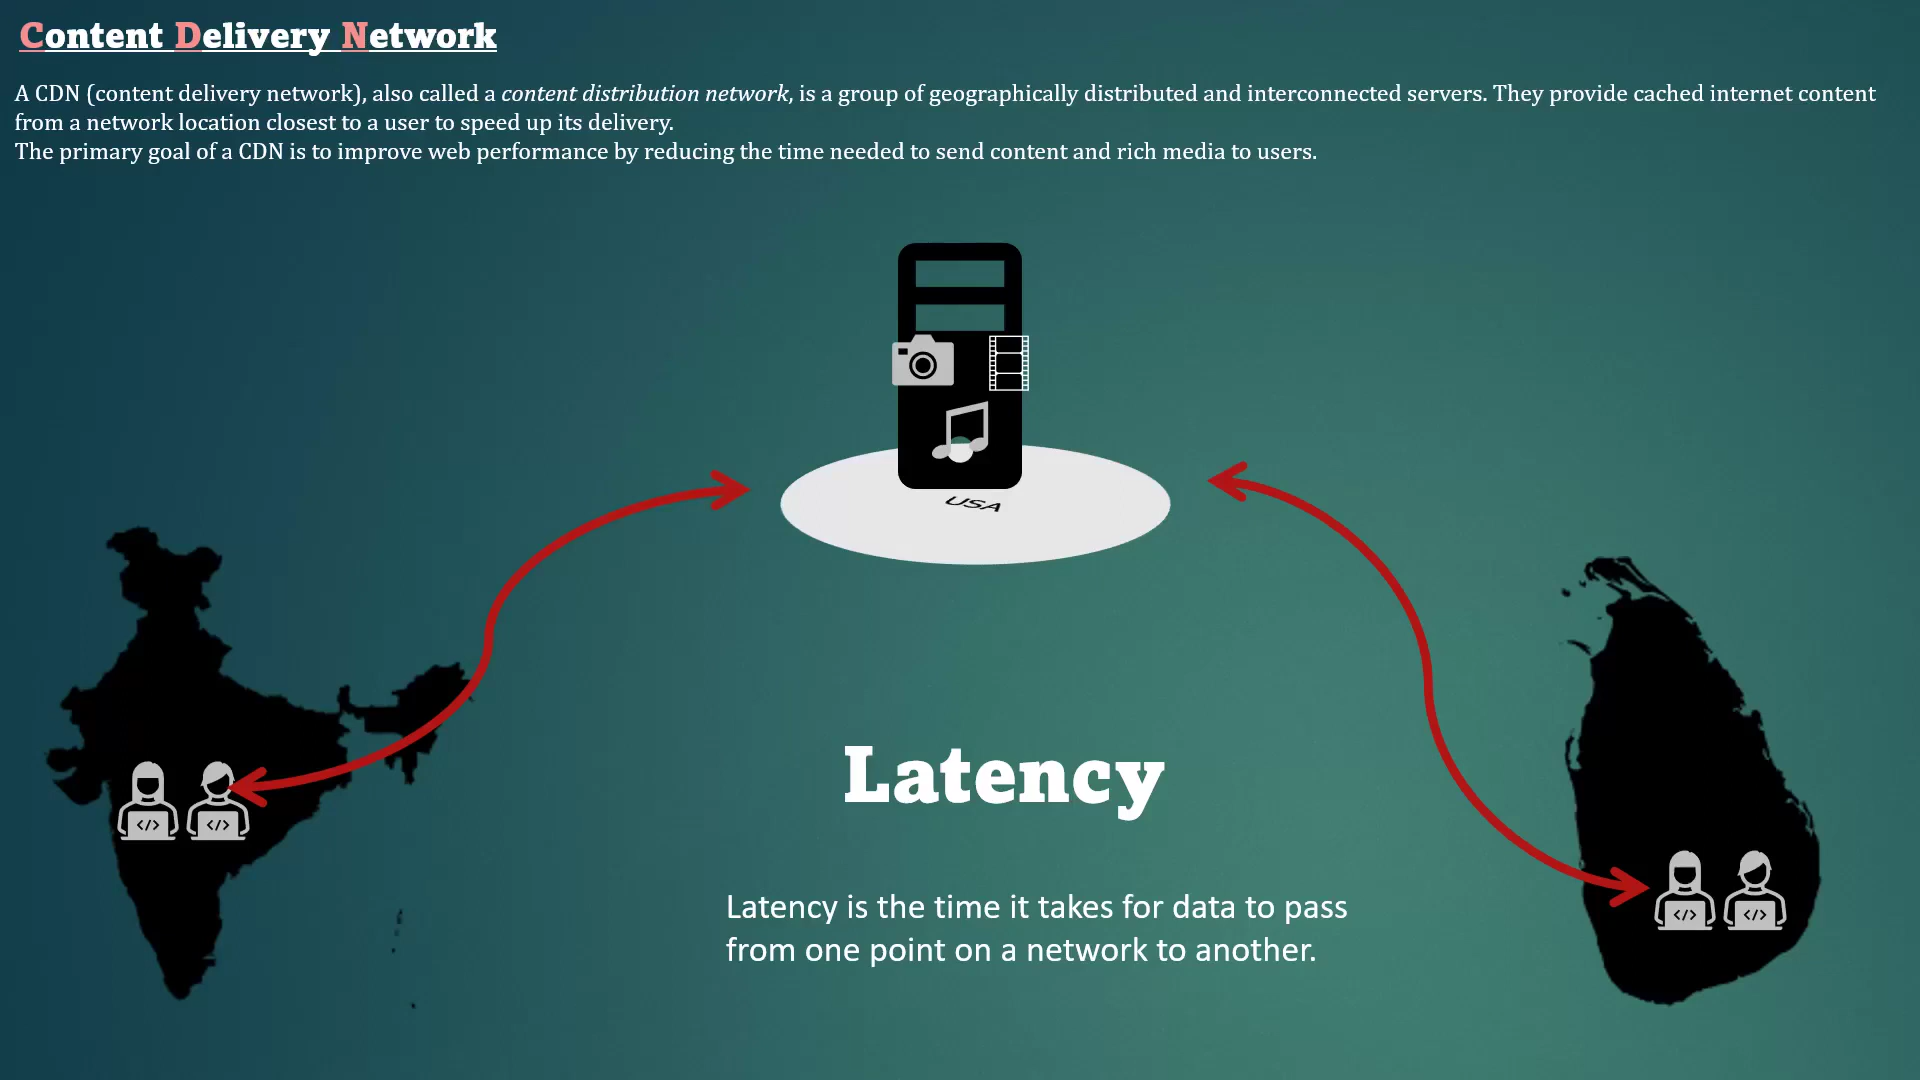 Content Delivery Network
A CDN (content delivery network), also called a content distribution network, is a group of geographically distributed and interconnected servers. They provide cached internet content
from a network location closest to a user to speed up its delivery.
The primary goal of a CDN is to improve web performance by reducing the time needed to send content and rich media to users.
USA
Latency
</> </>
Latency is the time it takes for data to pass
from one point on a network to another.
</> </>